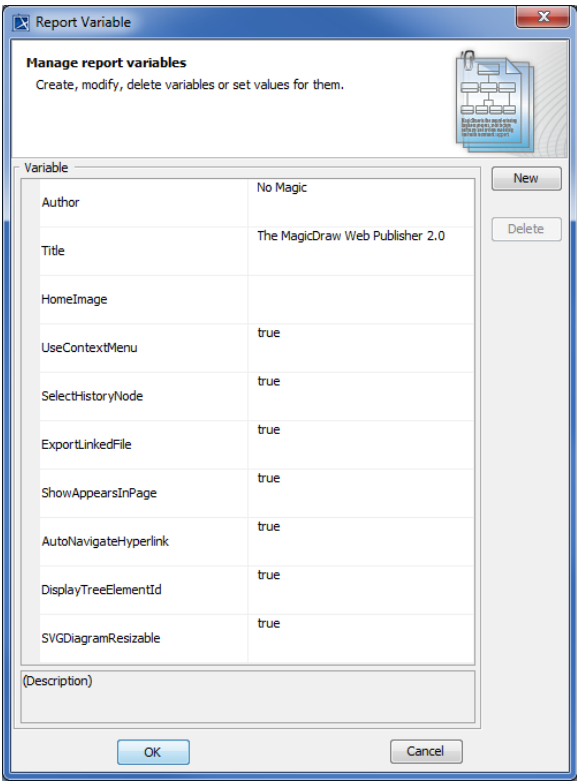 Report Variable
Manage report variables
Create, modify, delete variables or set values for them.
Variable
New
Author
No Magic
Delete
Title
The MagicDraw Web Publisher 2.0
HomeImage
UseContextMenu
true
SelectHistoryNode
true
ExportLinkedFile
true
ShowAppearsInPage
true
AutoNavigateHyperlink
true
DisplayTreeElementId
true
SVGDiagramResizable
true
(Description)
OK
Cancel